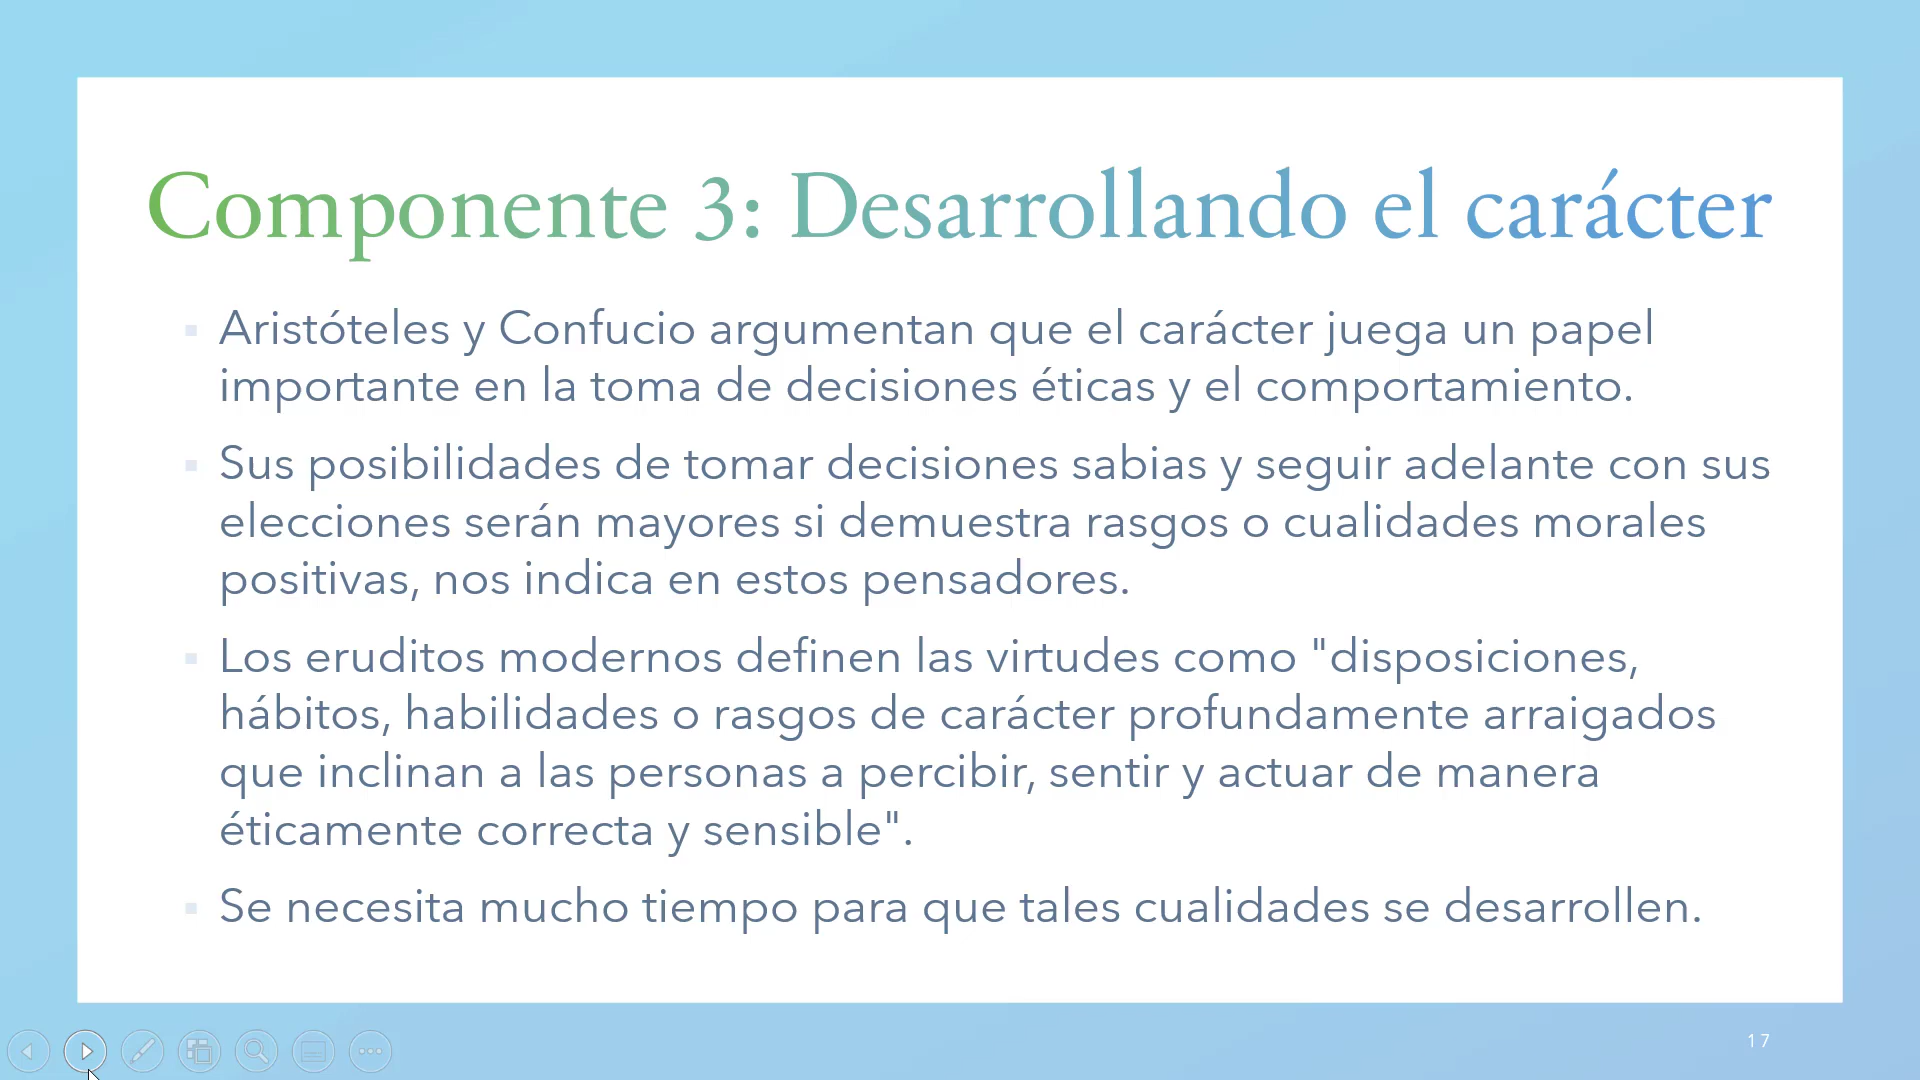 Componente 3: Desarrollando el carácter
Aristóteles y Confucio argumentan que el carácter juega un papel
importante en la toma de decisiones éticas y el comportamiento.
Sus posibilidades de tomar decisiones sabias y seguir adelante con sus
elecciones serán mayores si demuestra rasgos o cualidades morales
positivas, nos indica en estos pensadores.
Los eruditos modernos definen las virtudes como "disposiciones,
hábitos, habilidades o rasgos de carácter profundamente arraigados
que inclinan a las personas a percibir, sentir y actuar de manera
éticamente correcta y sensible".
Se necesita mucho tiempo para que tales cualidades se desarrollen.
17